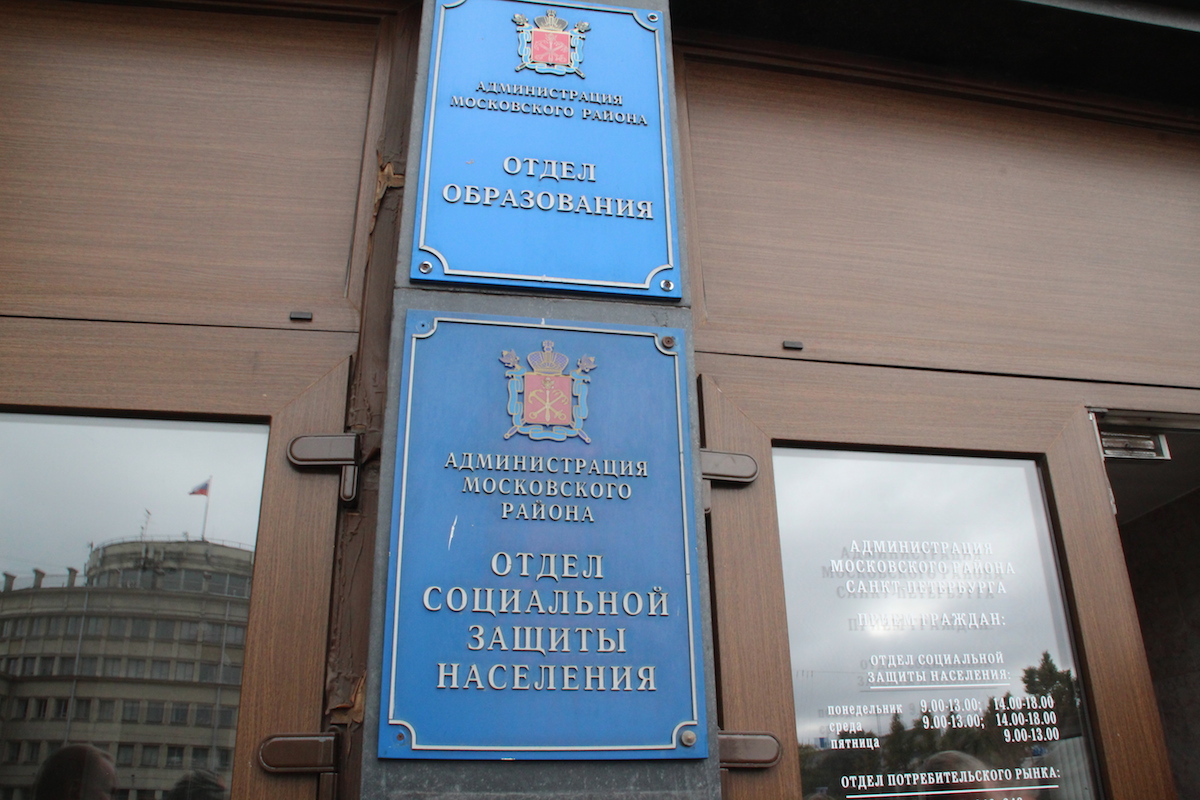 АДМИНИСТРАЦИЯ
МОСКОВСКОГО РАЙОНА
ОТДЕЛ
ОБРАЗОВАНИЯ
АДМИНИСТРАЦИЯ
МОСКОВСКОГО
РАЙОНА
ОТДЕЛ
СОЦИАЛЬНОЙ
ЗАЩИТЫ
НАСЕЛЕНИЯ
АДМИНИСТРАЦИЯ
МОСКОВСКОГО РАЙОНА
САНКТ-ПЕТЕРБУРГА
ПРИЕМ ГРАЖДАН:
ОТДЕЛ СОЦИАЛЬНОЙ
ЗАЩИТЫ НАСЕЛЕНИЯ:
понедельник 9.00-13.00; 14.00-18.00
среда 9.00-13.00; 14.00-18.00
пятница 9.00-13.00
ОТДЕЛ ПОТРЕБИТЕЛЬСКОГО РЫНКА: